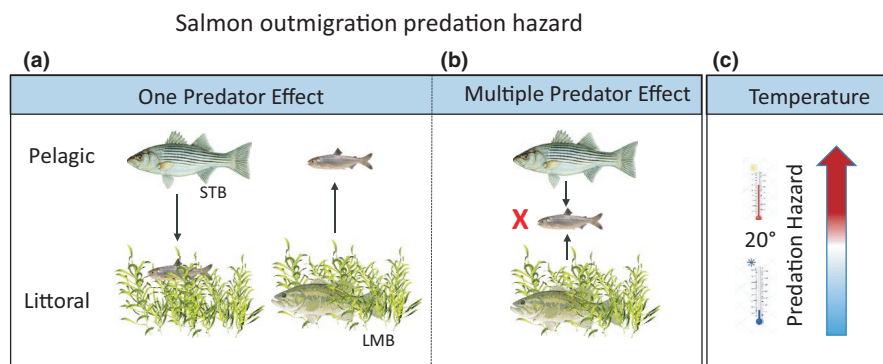 Salmon outmigration predation hazard
(a)
(b)
(c)
One Predator Effect
Multiple Predator Effect
Temperature
Pelagic
STB
X
20°
Predation Hazard
Littoral
LMB